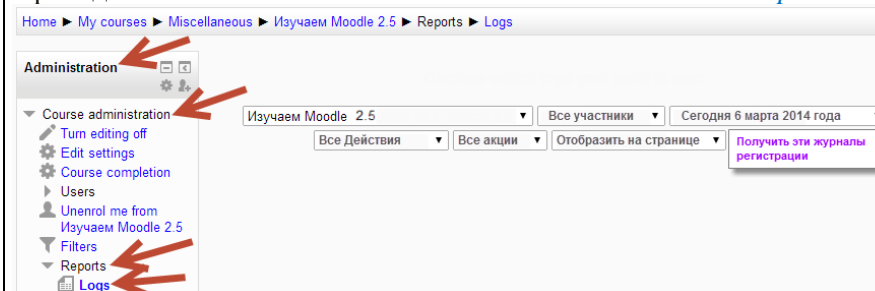 Home ► My courses ► Miscellaneous ► Изучаем Moodle 2.5 ► Reports ► Logs
Administration
Course administration
Turn editing off
Edit settings
Course completion
Users
Unenrol me from
Изучаем Moodle 2.5
Filters
Reports
Logs
Изучаем Moodle 2.5 Все участники Сегодня 6 марта 2014 года
Все Действия Все акции Отобразить на странице Получить эти журналы
регистрации